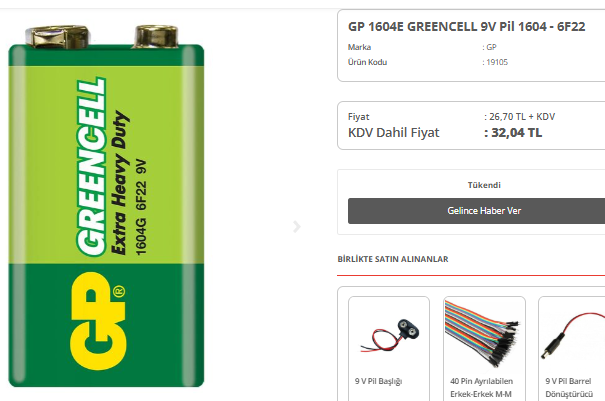 GP 1604E GREENCELL 9V Pil 1604 - 6F22
Marka : GP
Ürün Kodu : 19105
Fiyat : 26,70 TL + KDV
KDV Dahil Fiyat : 32,04 TL
Tükendi
Gelince Haber Ver
BİRLİKTE SATIN ALINANLAR
9 V Pil Başlığı
40 Pin Ayrılabilen
Erkek-Erkek M-M
9 V Pil Barrel
Dönüştürücü
GP®
GREENCELL
Extra Heavy Duty
1604G 6F22 9V